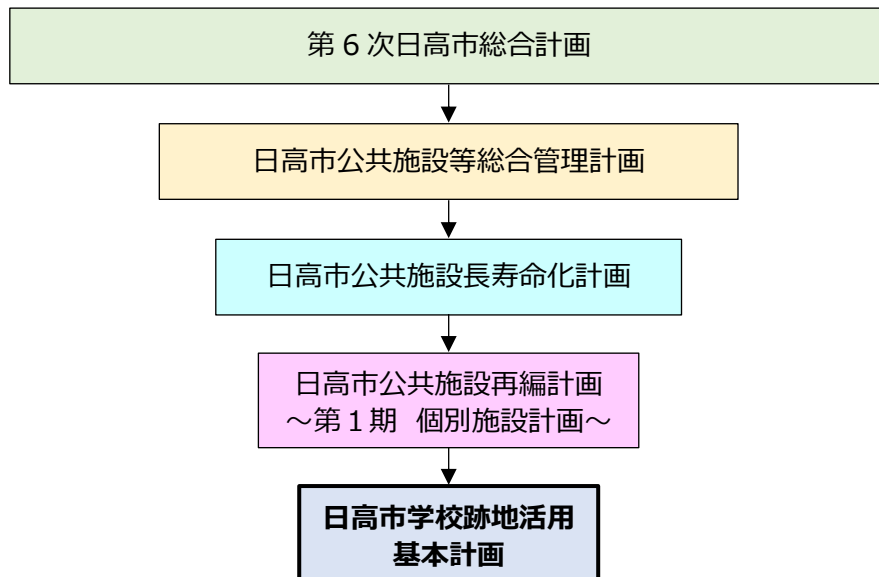 第6次日高市総合計画
日高市公共施設等総合管理計画
日高市公共施設長寿命化計画
日高市公共施設再編計画
～第1期 個別施設計画～
日高市学校跡地活用
基本計画